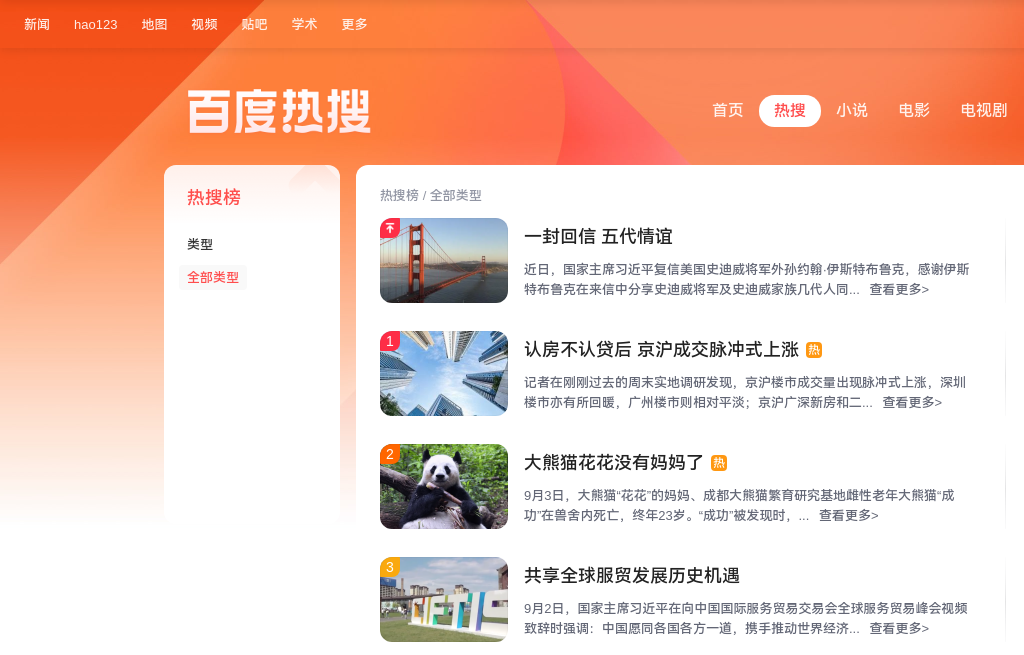 新闻 hao123 地图 视频 贴吧 学术 更多
百度热搜
首页 热搜 小说 电影 电视剧
热搜榜
类型
全部类型
热搜榜 / 全部类型
一封回信 五代情谊
近日，国家主席习近平复信美国史迪威将军外孙约翰·伊斯特布鲁克，感谢伊斯
特布鲁克在来信中分享史迪威将军及史迪威家族几代人同... 查看更多>
1
认房不认贷后 京沪成交脉冲式上涨 热
记者在刚刚过去的周末实地调研发现，京沪楼市成交量出现脉冲式上涨，深圳
楼市亦有所回暖，广州楼市则相对平淡；京沪广深新房和二... 查看更多>
2
大熊猫花花没有妈妈了 热
9月3日，大熊猫“花花”的妈妈、成都大熊猫繁育研究基地雌性老年大熊猫“成
功”在兽舍内死亡，终年23岁。“成功”被发现时，... 查看更多>
3
CIFTIS
共享全球服贸发展历史机遇
9月2日，国家主席习近平在向中国国际服务贸易交易会全球服务贸易峰会视频
致辞时强调：中国愿同各国各方一道，携手推动世界经济... 查看更多>